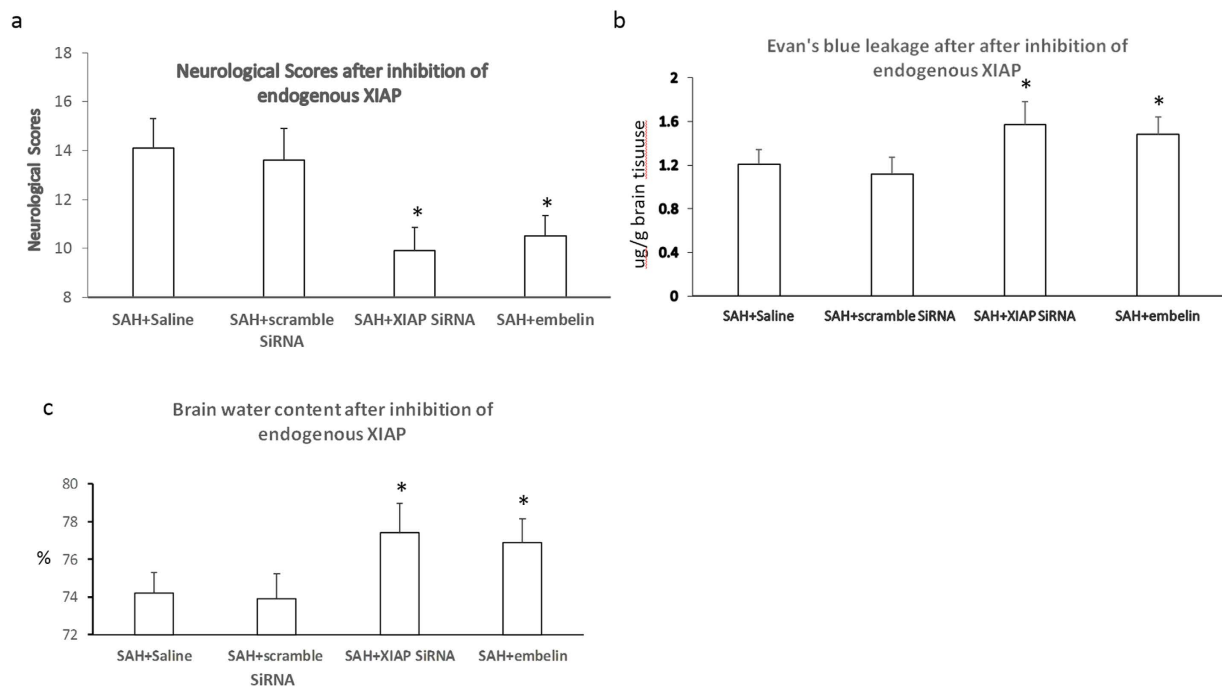 a
18
16
14
12
10
8
Neurological Scores
Neurological Scores after inhibition of
endogenous XIAP
*
*
SAH+Saline
SAH+scramble
SiRNA
SAH+XIAP SiRNA
SAH+embelin
b
Evan's blue leakage after after inhibition of
endogenous XIAP
2
1.6
1.2
0.8
0.4
0
ug/g brain tisuuse
*
*
SAH+Saline
SAH+scramble SiRNA
SAH+XIAP SiRNA
SAH+embelin
c
Brain water content after inhibition of
endogenous XIAP
80
78
76
74
72
%
*
*
SAH+Saline
SAH+scramble
SiRNA
SAH+XIAP SiRNA
SAH+embelin